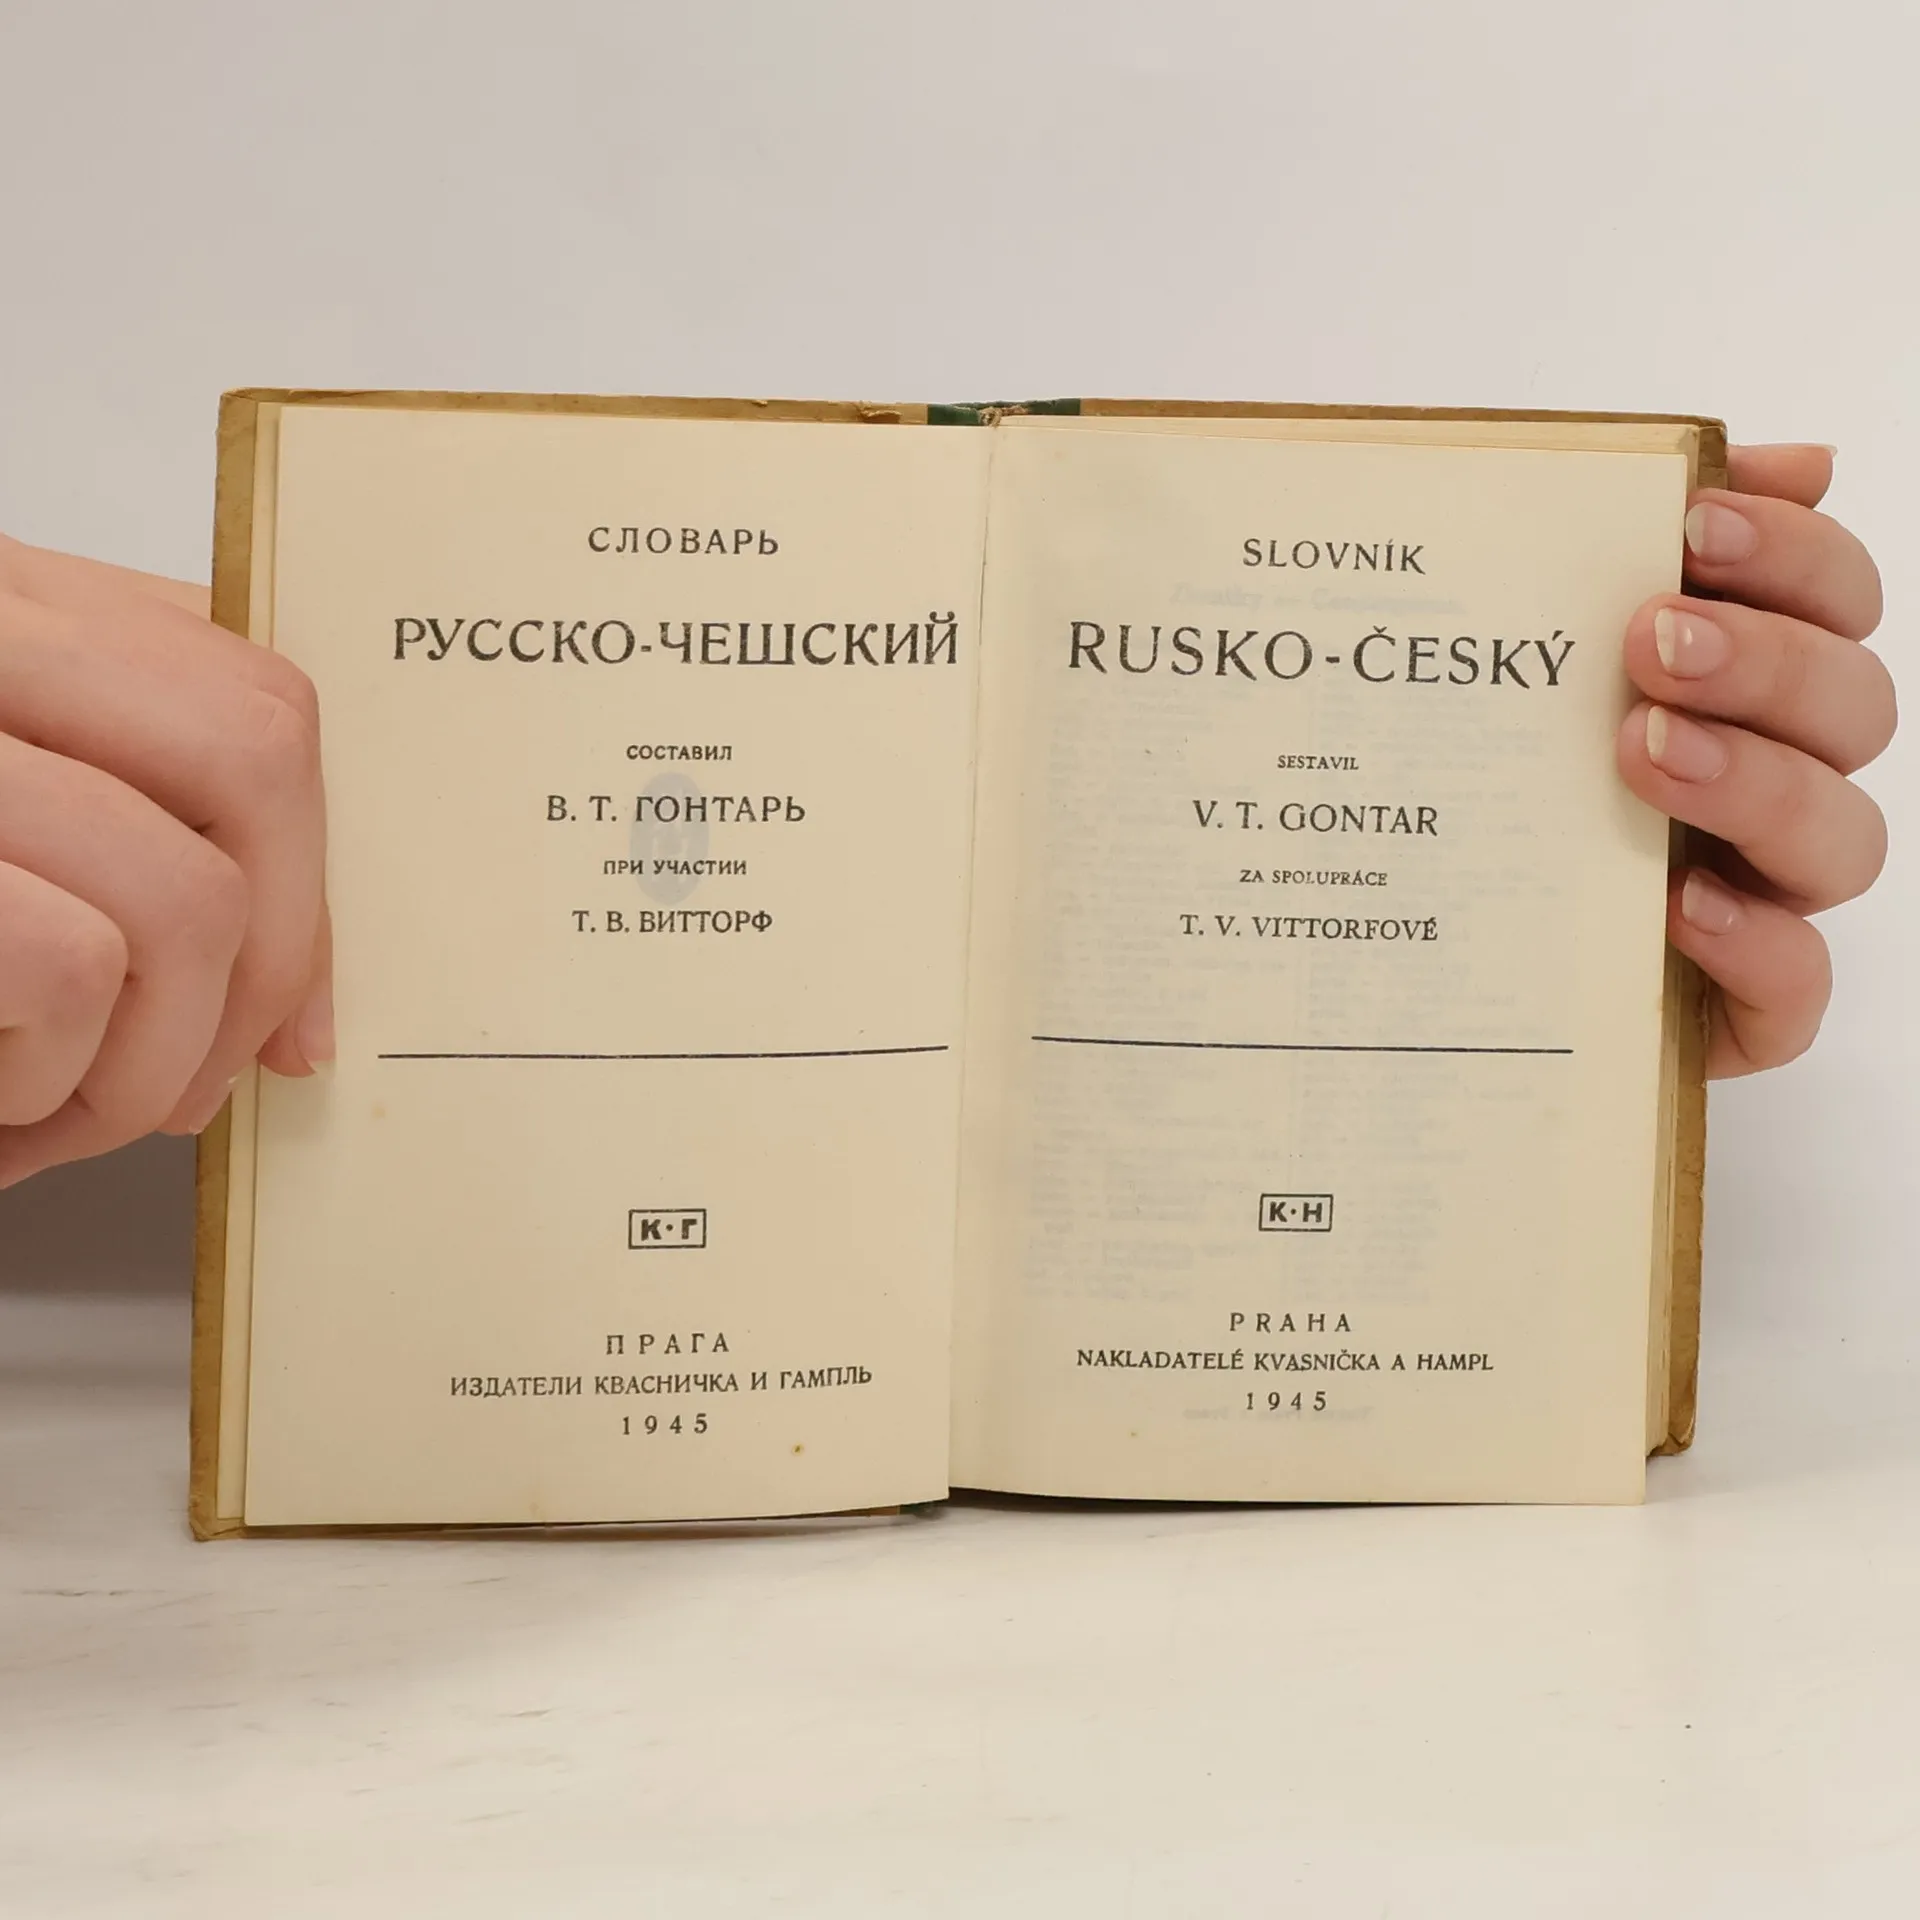 СЛОВАРЬ
РУССКО-ЧЕШСКИЙ
СОСТАВИЛ
В. Т. ГОНТАРЬ
ПРИ УЧАСТИИ
Т. В. ВИТТОРФ
К·Г
ПРАГА
ИЗДАТЕЛИ КВАСНИЧКА И ГАМПЛЬ
1945
SLOVNÍK
RUSKO-ČESKÝ
SESTAVIL
V. T. GONTAR
ZA SPOLUPRÁCE
T. V. VITTORFOVÉ
K·H
PRAHA
NAKLADATELÉ KVASNIČKA A HAMPL
1945